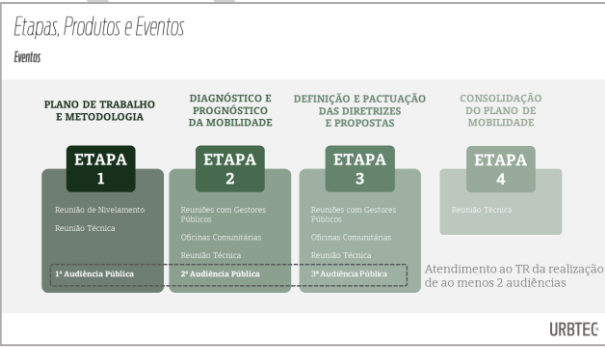 Etapas, Produtos e Eventos
Eventos
PLANO DE TRABALHO
E METODOLOGIA
DIAGNÓSTICO E
PROGNÓSTICO
DA MOBILIDADE
DEFINIÇÃO E PACTUAÇÃO
DAS DIRETRIZES
E PROPOSTAS
CONSOLIDAÇÃO
DO PLANO DE
MOBILIDADE
ETAPA
1
Reunião de Nivelamento
Reunião Técnica
1ª Audiência Pública
ETAPA
2
Reuniões com Gestores
Públicos
Oficinas Comunitárias
Reunião Técnica
2ª Audiência Pública
ETAPA
3
Reuniões com Gestores
Públicos
Oficinas Comunitárias
Reunião Técnica
3ª Audiência Pública
ETAPA
4
Reunião Técnica
Atendimento ao TR da realização
de ao menos 2 audiências
URBTEC